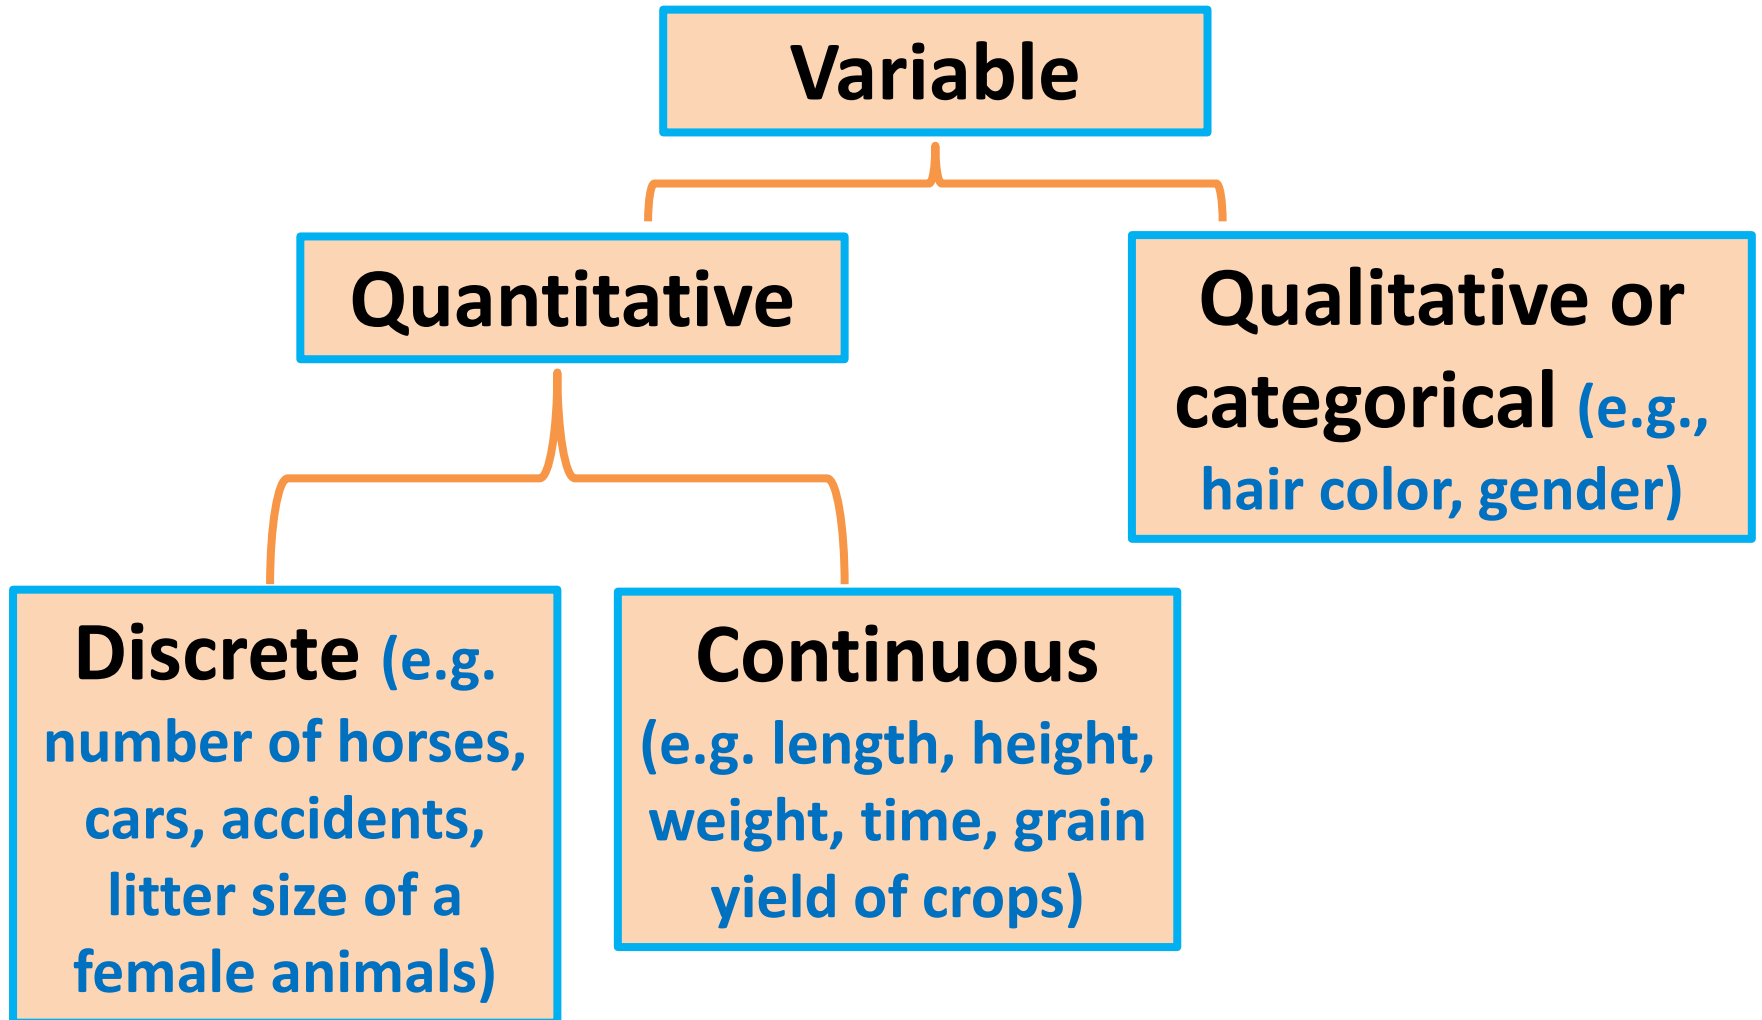 Variable
Quantitative
Qualitative or
categorical (e.g.,
hair color, gender)
Discrete (e.g.
number of horses,
cars, accidents,
litter size of a
female animals)
Continuous
(e.g. length, height,
weight, time, grain
yield of crops)